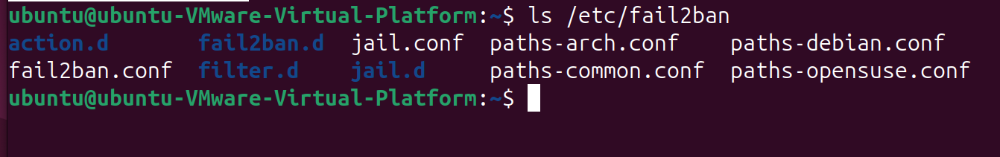 ubuntu@ubuntu-VMware-Virtual-Platform:~$ ls /etc/fail2ban
action.d fail2ban.d jail.conf paths-arch.conf paths-debian.conf
fail2ban.conf filter.d jail.d paths-common.conf paths-opensuse.conf
ubuntu@ubuntu-VMware-Virtual-Platform:~$